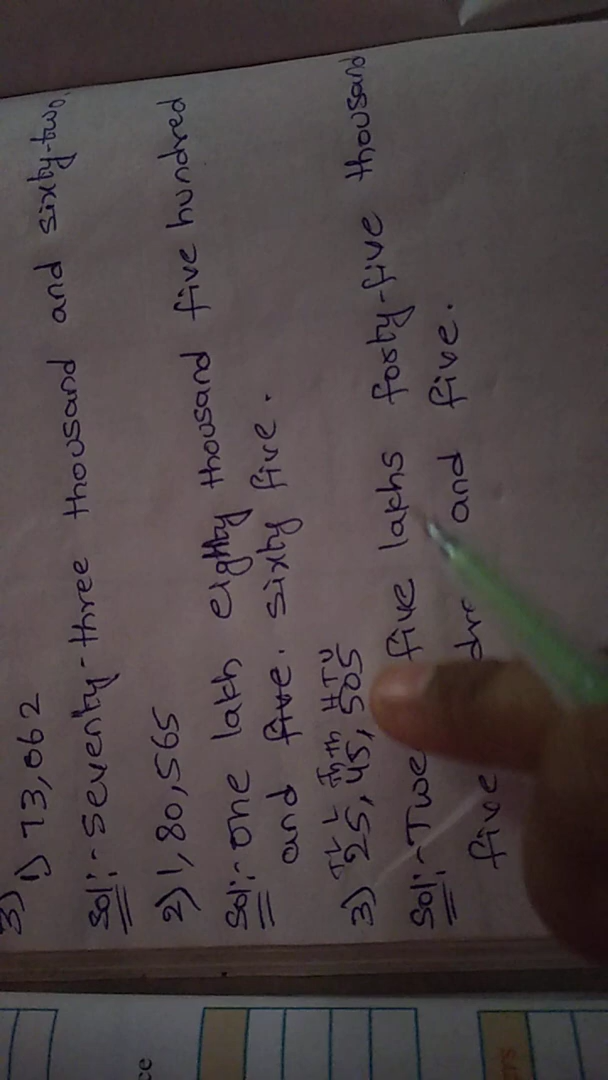 3) 1) 73,062
Sol:- Seventy-three thousand and sixty-two.
2) 1,80,565
Sol:- One lakh eighty thousand five hundred
and five. sixty five.
TL L Tth th H T U
3) 25,45,505
Sol:- Twe five lakhs forty-five thousand
five dr and five.
ce